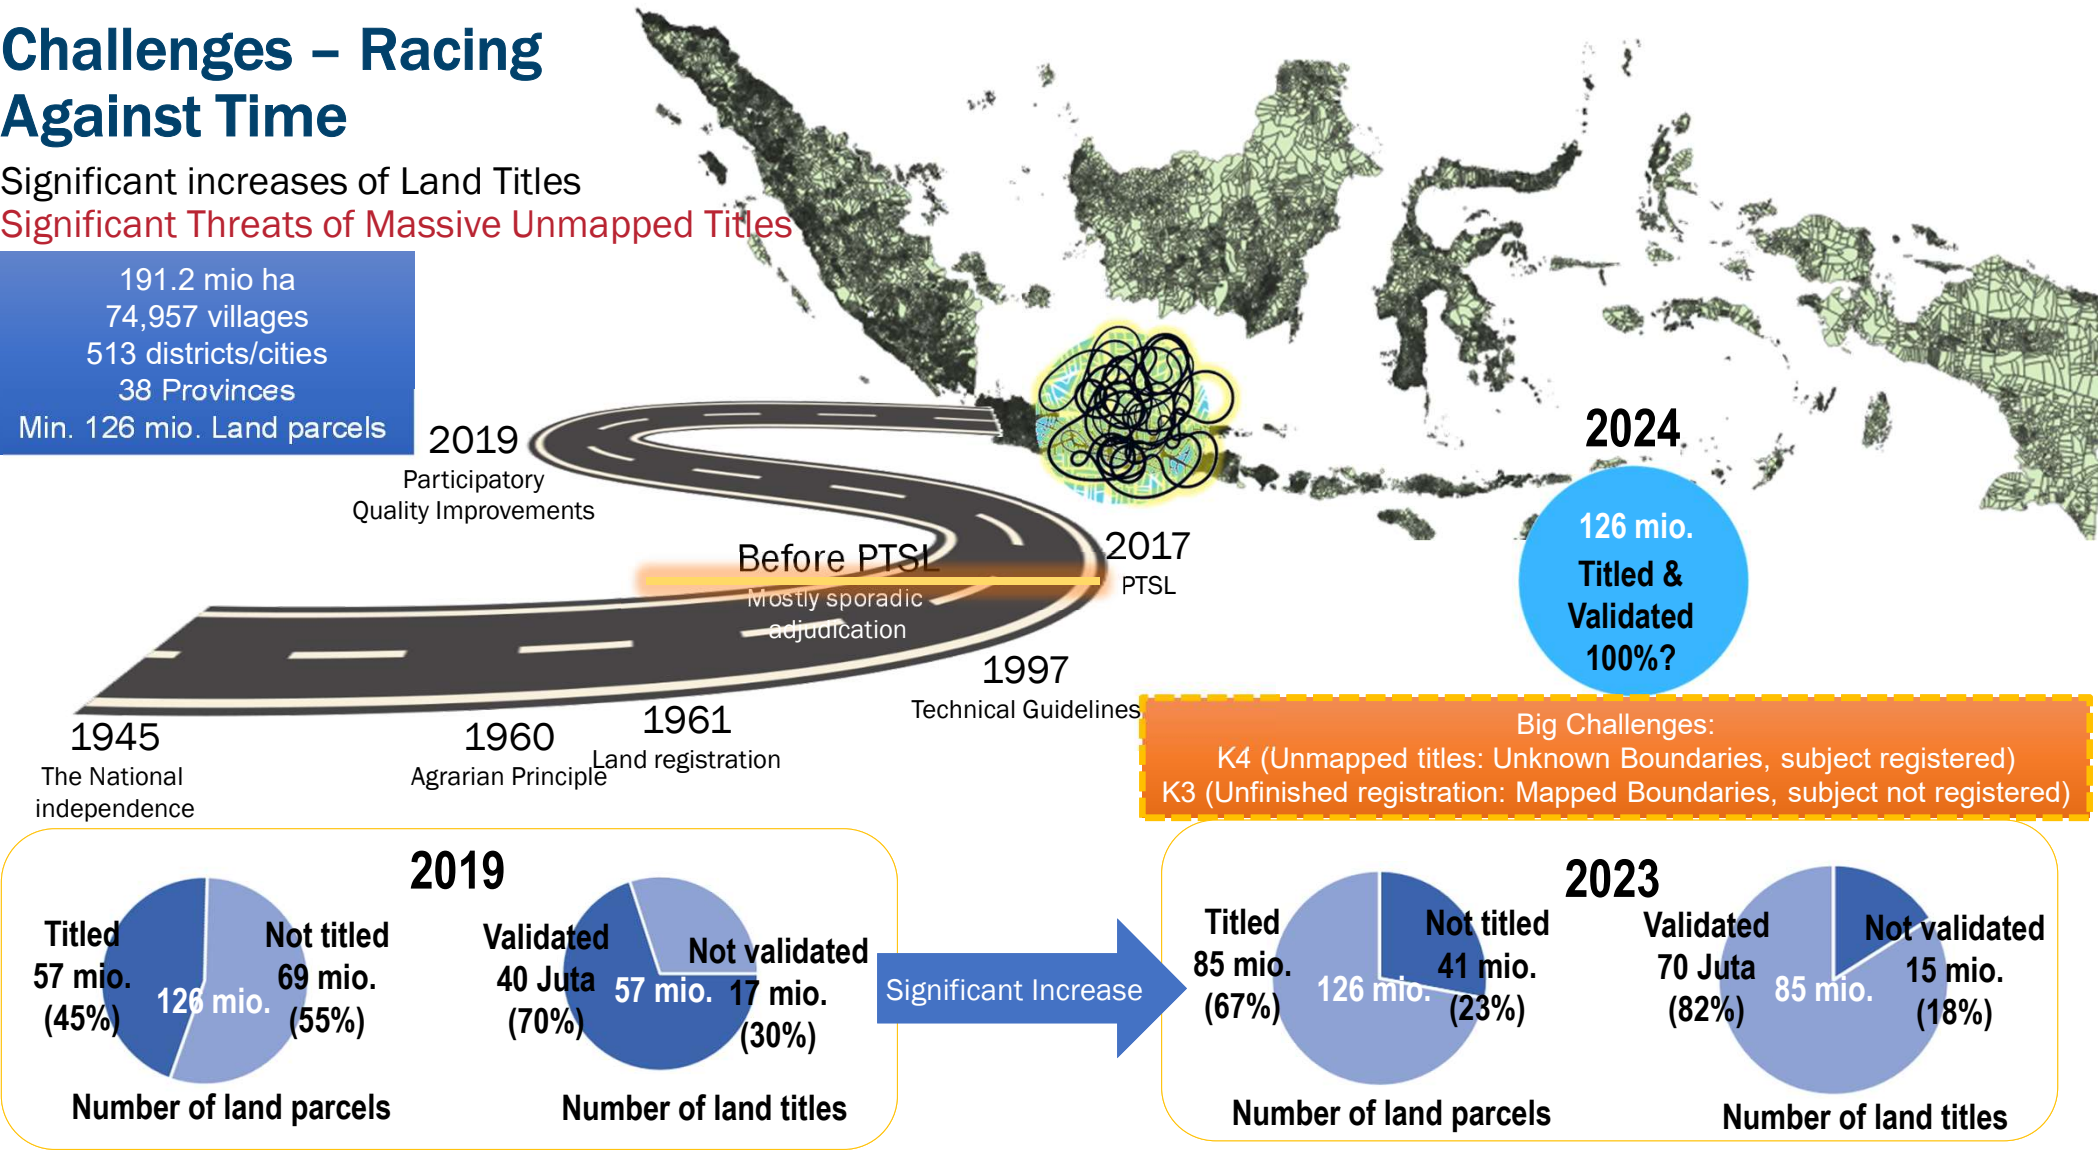 Challenges – Racing
Against Time
Significant increases of Land Titles
Significant Threats of Massive Unmapped Titles
191.2 mio ha
74,957 villages
513 districts/cities
38 Provinces
Min. 126 mio. Land parcels
2019
Participatory
Quality Improvements
Before PTSL
Mostly sporadic
adjudication
2017
PTSL
1997
Technical Guidelines
1961
Land registration
1960
Agrarian Principle
1945
The National
independence
2024
126 mio.
Titled &
Validated
100%?
Big Challenges:
K4 (Unmapped titles: Unknown Boundaries, subject registered)
K3 (Unfinished registration: Mapped Boundaries, subject not registered)
2019
Titled
57 mio.
(45%)
126 mio.
Not titled
69 mio.
(55%)
Number of land parcels
Validated
40 Juta
(70%)
57 mio.
Not validated
17 mio.
(30%)
Number of land titles
Significant Increase
2023
Titled
85 mio.
(67%)
126 mio.
Not titled
41 mio.
(23%)
Number of land parcels
Validated
70 Juta
(82%)
85 mio.
Not validated
15 mio.
(18%)
Number of land titles